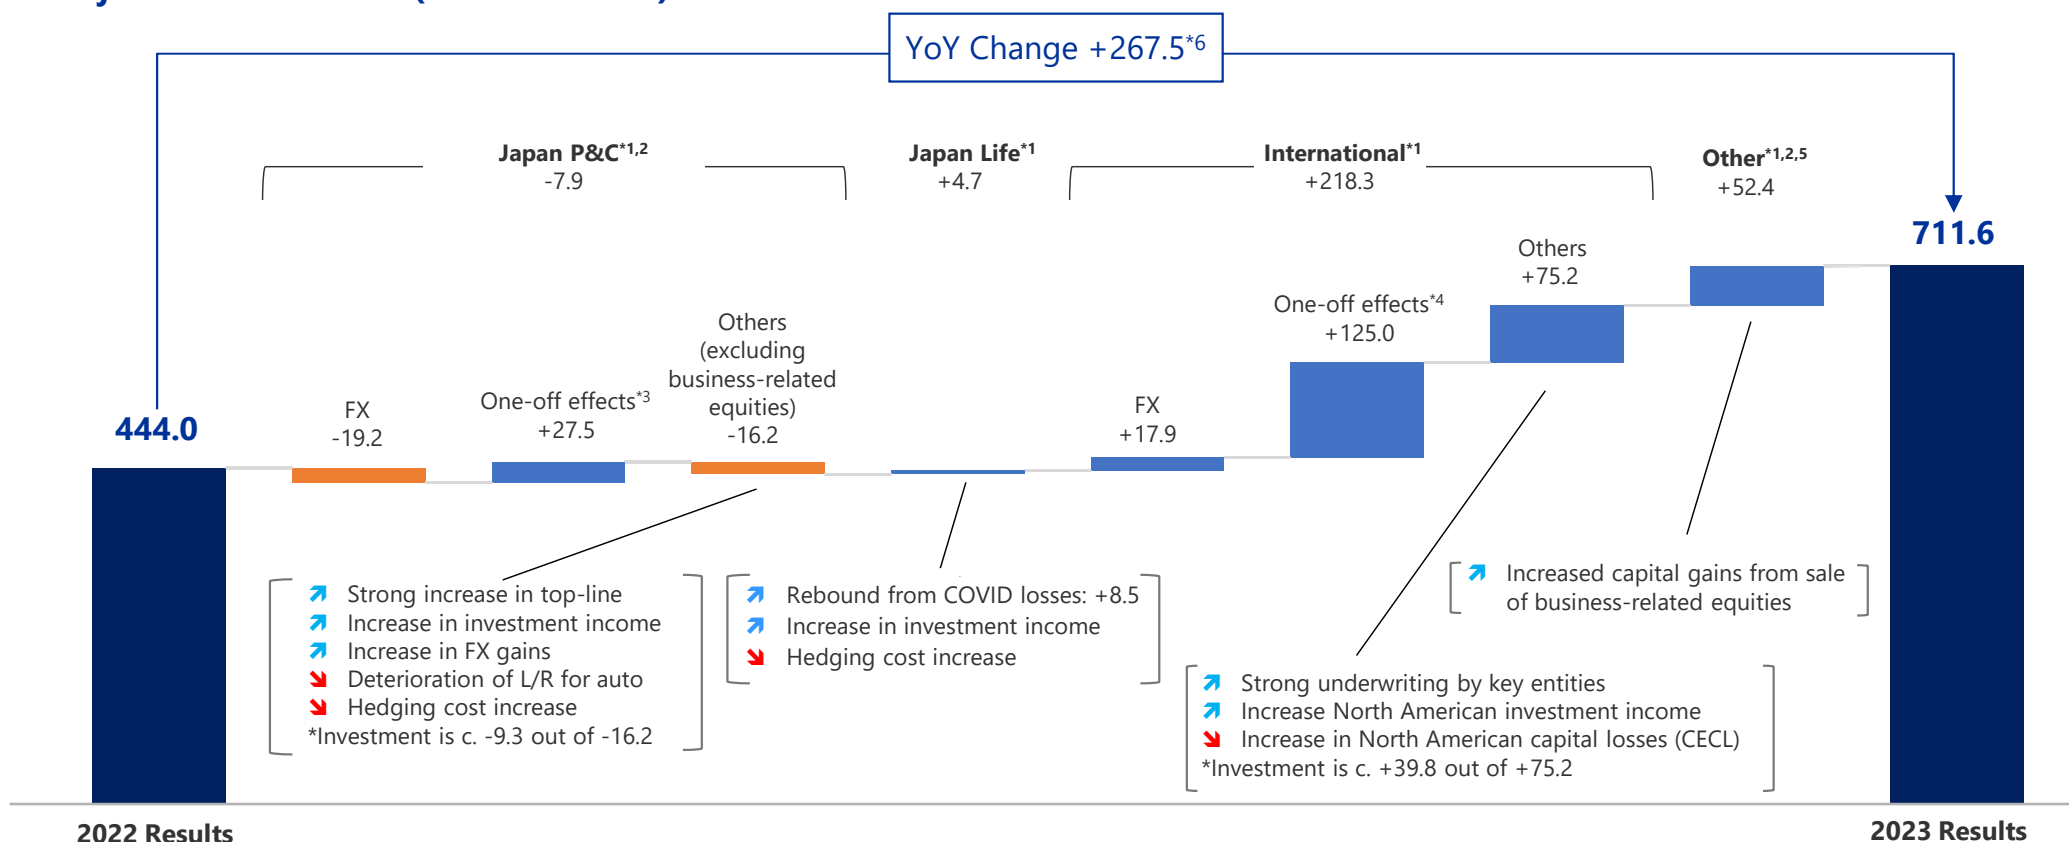 YoY Change +267.5*6
Japan P&C*1,2
-7.9
Japan Life*1
+4.7
International*1
+218.3
Other*1,2,5
+52.4
444.0
FX
-19.2
One-off effects*3
+27.5
Others
(excluding
business-related
equities)
-16.2
FX
+17.9
One-off effects*4
+125.0
Others
+75.2
711.6
Strong increase in top-line
Increase in investment income
Increase in FX gains
Deterioration of L/R for auto
Hedging cost increase
*Investment is c. -9.3 out of -16.2
Rebound from COVID losses: +8.5
Increase in investment income
Hedging cost increase
Strong underwriting by key entities
Increase North American investment income
Increase in North American capital losses (CECL)
*Investment is c. +39.8 out of +75.2
Increased capital gains from sale
of business-related equities
2022 Results
2023 Results